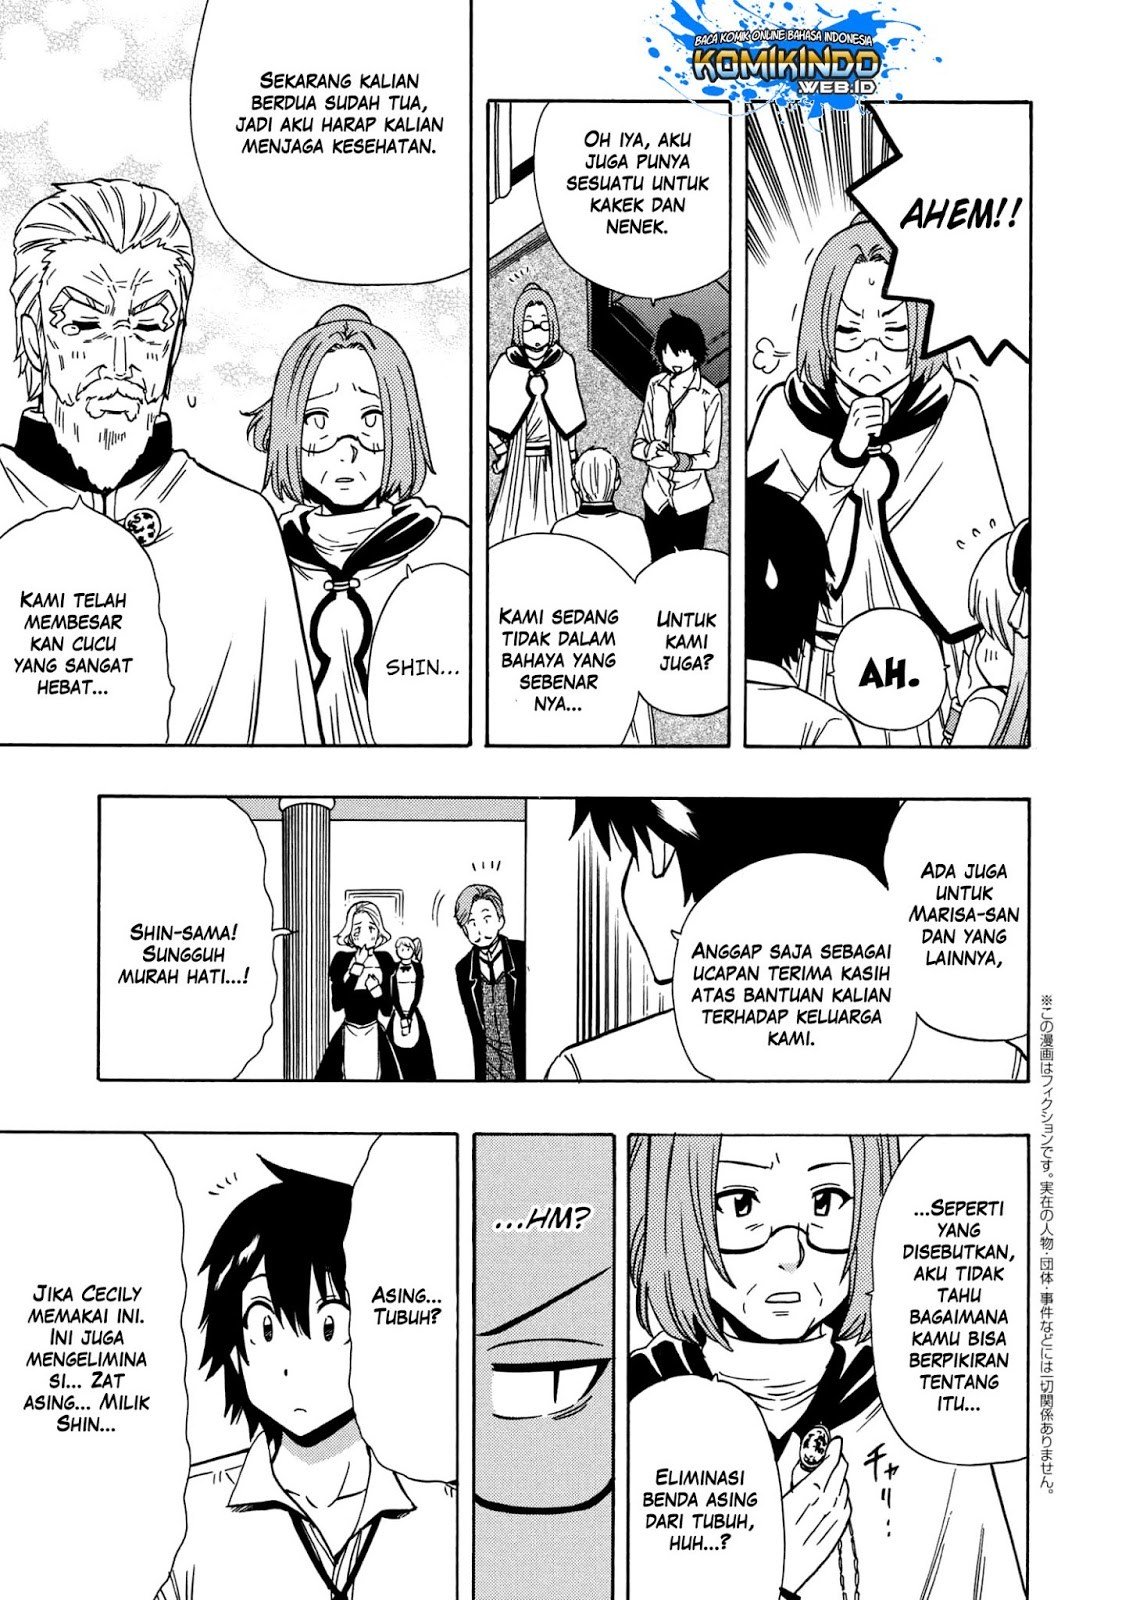 BACA KOMIK ONLINE BAHASA INDONESIA
KOMIKINDO
.WEB.ID
AHEM!!
AH.
OH IYA, AKU
JUGA PUNYA
SESUATU UNTUK
KAKEK DAN
NENEK.
UNTUK
KAMI
JUGA?
KAMI SEDANG
TIDAK DALAM
BAHAYA YANG
SEBENAR
NYA...
SEKARANG KALIAN
BERDUA SUDAH TUA,
JADI AKU HARAP KALIAN
MENJAGA KESEHATAN.
SHIN...
KAMI TELAH
MEMBESAR
KAN CUCU
YANG SANGAT
HEBAT...
ADA JUGA
UNTUK
MARISA-SAN
DAN YANG
LAINNYA,
ANGGAP SAJA SEBAGAI
UCAPAN TERIMA KASIH
ATAS BANTUAN KALIAN
TERHADAP KELUARGA
KAMI.
SHIN-SAMA!
SUNGGUH
MURAH HATI...!
...SEPERTI
YANG
DISEBUTKAN,
AKU TIDAK
TAHU
BAGAIMANA
KAMU BISA
BERPIKIRAN
TENTANG
ITU...
チャリ…
ELIMINASI
BENDA ASING
DARI TUBUH,
HUH...?
...HM?
ASING...
TUBUH?
JIKA CECILY
MEMAKAI INI.
INI JUGA
MENGELIMINA
SI... ZAT
ASING... MILIK
SHIN...
※この漫画はフィクションです。実在の人物・団体・事件などには一切関係ありません。